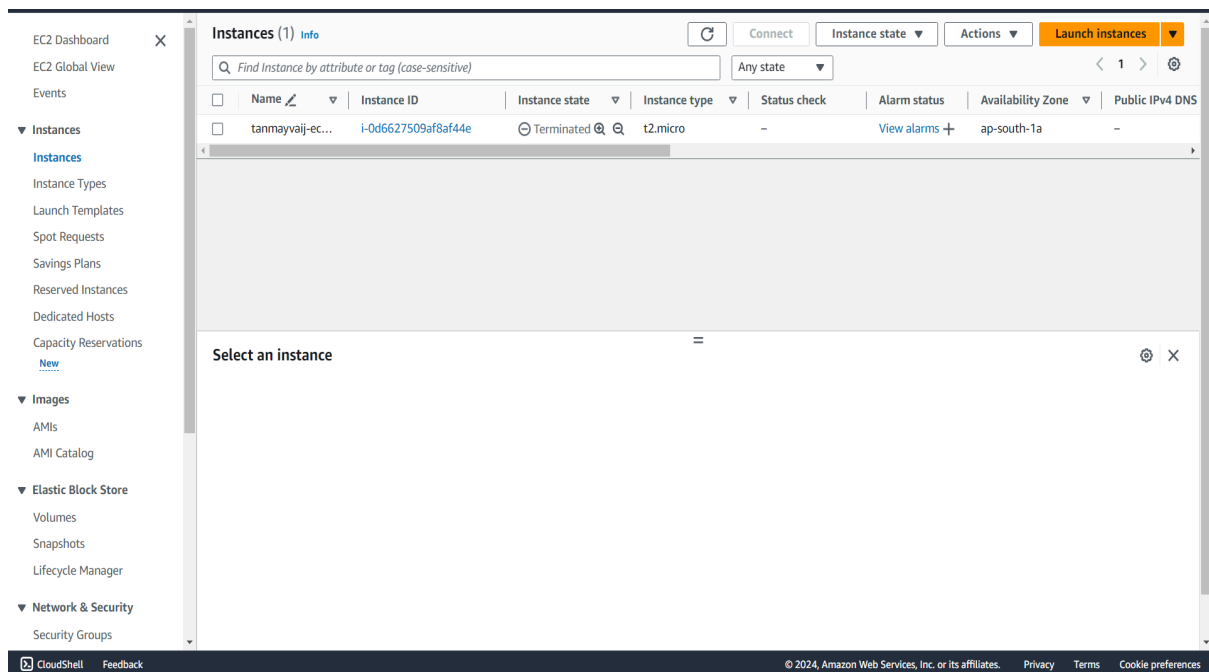 EC2 Dashboard
EC2 Global View
Events
Instances
Instances
Instance Types
Launch Templates
Spot Requests
Savings Plans
Reserved Instances
Dedicated Hosts
Capacity Reservations
New
Images
AMIs
AMI Catalog
Elastic Block Store
Volumes
Snapshots
Lifecycle Manager
Network & Security
Security Groups
Instances (1) Info
Connect
Instance state
Actions
Launch instances
Find Instance by attribute or tag (case-sensitive)
Any state
1
Name Instance ID Instance state Instance type Status check Alarm status Availability Zone Public IPv4 DNS
tanmayvaij-ec... i-0d6627509af8af44e Terminated t2.micro – View alarms + ap-south-1a –
Select an instance
CloudShell Feedback © 2024, Amazon Web Services, Inc. or its affiliates. Privacy Terms Cookie preferences